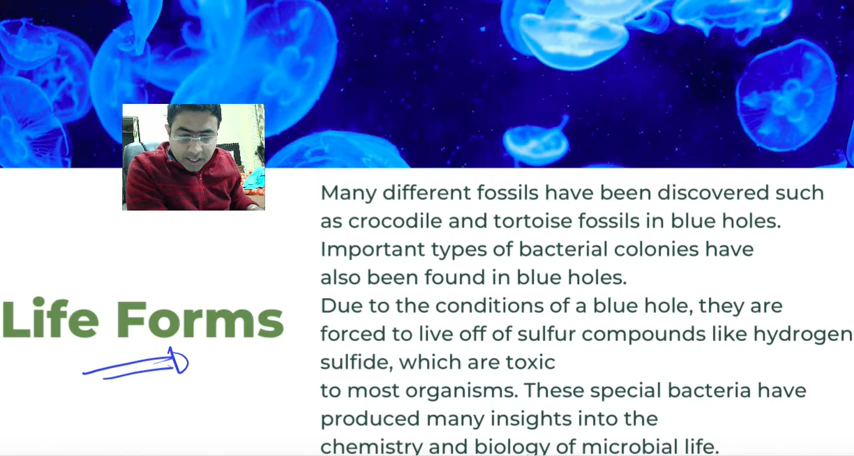 Many different fossils have been discovered such
as crocodile and tortoise fossils in blue holes.
Important types of bacterial colonies have
also been found in blue holes.
Life Forms
Due to the conditions of a blue hole, they are
forced to live off of sulfur compounds like hydrogen
sulfide, which are toxic
to most organisms. These special bacteria have
produced many insights into the
chemistry and biology of microbial life.